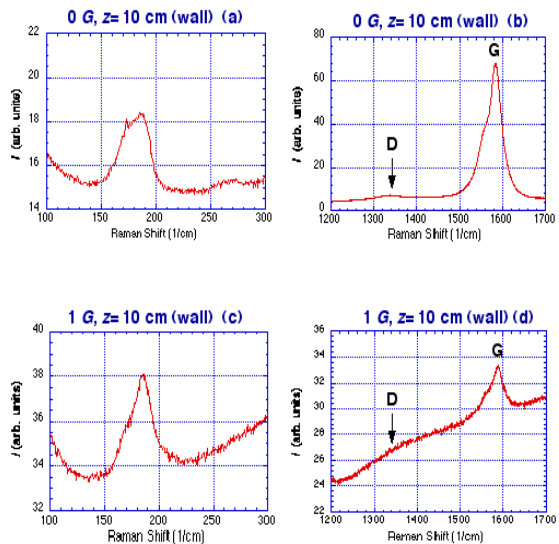 0 G, z= 10 cm (wall) (a)
22
20
18
16
14
I (arb. units)
100 150 200 250 300
Raman Shift (1/cm)
0 G, z= 10 cm (wall) (b)
80
60
40
20
0
I (arb. units)
G
D
1200 1300 1400 1500 1600 1700
Raman Shift (1/cm)
1 G, z= 10 cm (wall) (c)
40
38
36
34
32
I (arb. units)
100 150 200 250 300
Raman Shift (1/cm)
1 G, z= 10 cm (wall) (d)
36
34
32
30
28
26
24
22
I (arb. units)
G
D
1200 1300 1400 1500 1600 1700
Raman Shift (1/cm)